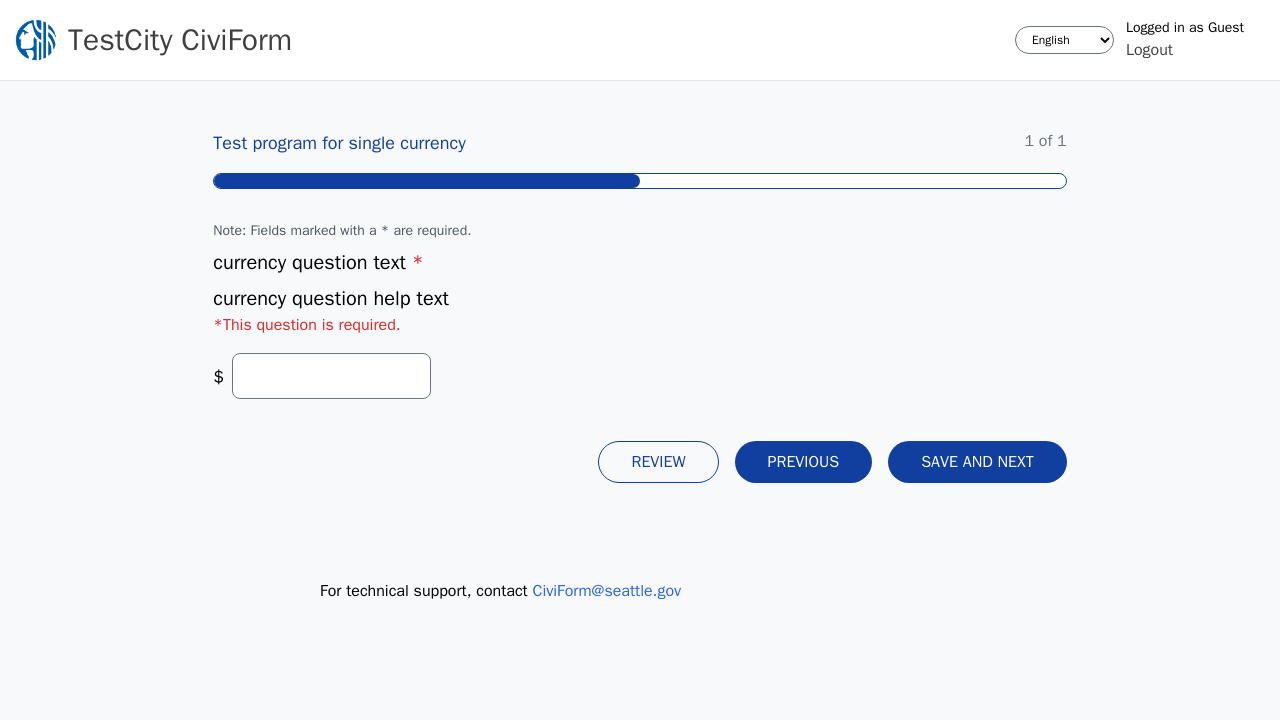 TestCity CiviForm
English
Logged in as Guest
Logout
Test program for single currency
1 of 1
Note: Fields marked with a * are required.
currency question text *
currency question help text
*This question is required.
$
REVIEW
PREVIOUS
SAVE AND NEXT
For technical support, contact CiviForm@seattle.gov